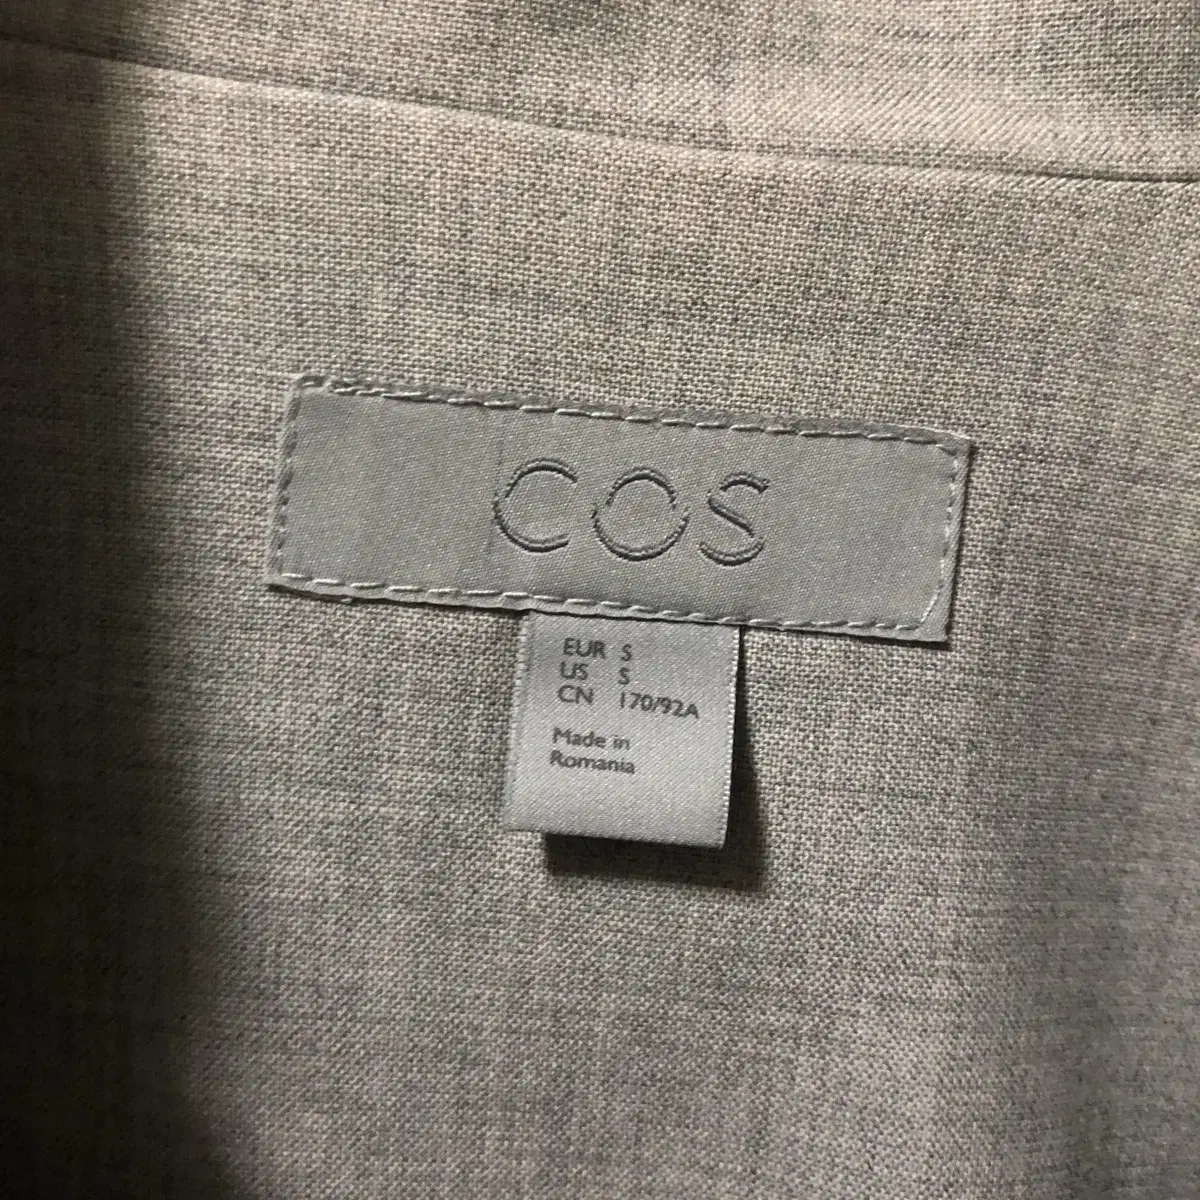 COS
EUR S
US S
CN 170/92A
Made in
Romania